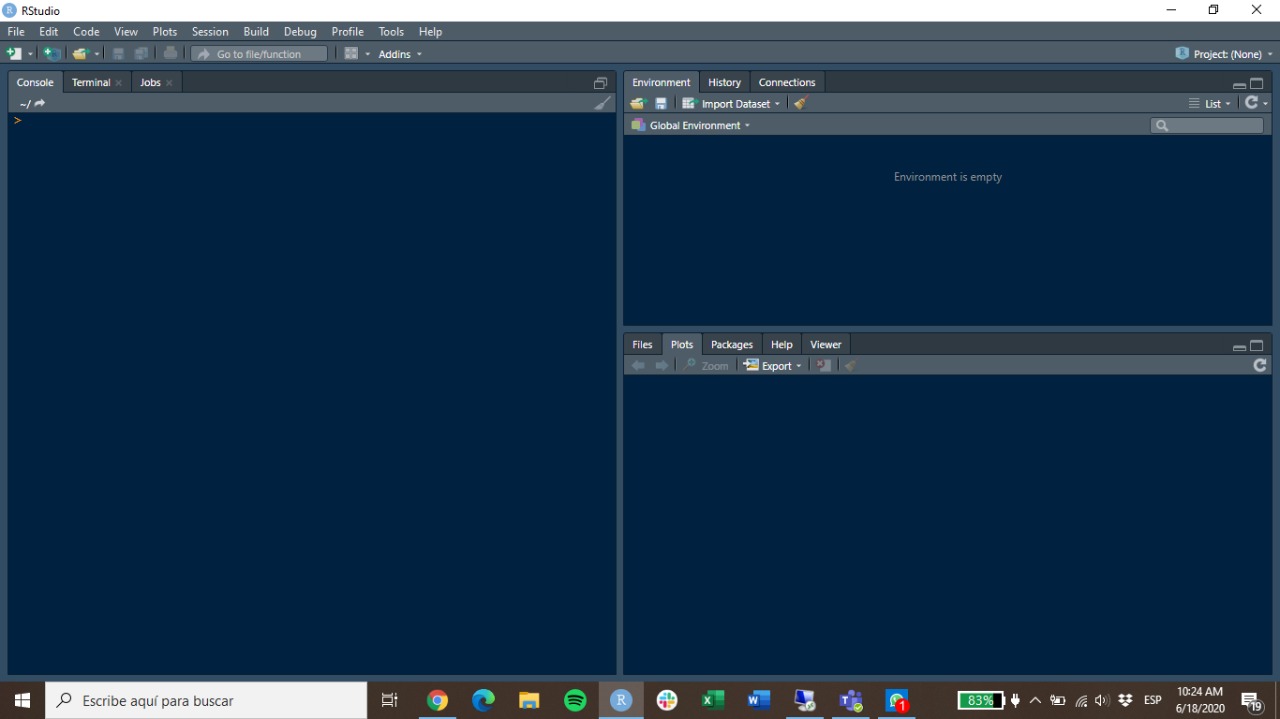 RStudio
File Edit Code View Plots Session Build Debug Profile Tools Help
Go to file/function Addins Project: (None)
Console Terminal Jobs
~/
>
Environment History Connections
Import Dataset List
Global Environment
Environment is empty
Files Plots Packages Help Viewer
Zoom Export
Escribe aquí para buscar
83% ESP
10:24 AM
6/18/2020
1
19